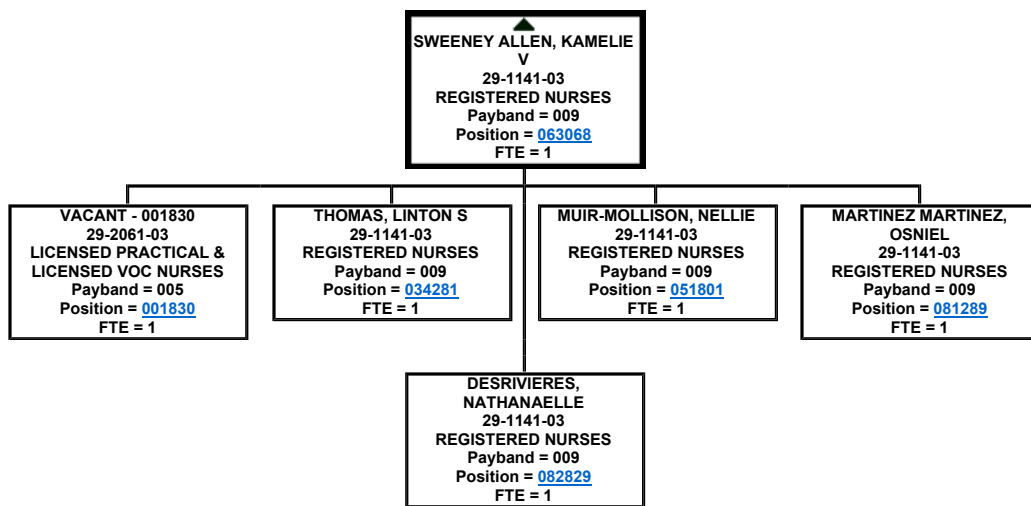 SWEENEY ALLEN, KAMELIE
V
29-1141-03
REGISTERED NURSES
Payband = 009
Position = 063068
FTE = 1
VACANT - 001830
29-2061-03
LICENSED PRACTICAL &
LICENSED VOC NURSES
Payband = 005
Position = 001830
FTE = 1
THOMAS, LINTON S
29-1141-03
REGISTERED NURSES
Payband = 009
Position = 034281
FTE = 1
MUIR-MOLLISON, NELLIE
29-1141-03
REGISTERED NURSES
Payband = 009
Position = 051801
FTE = 1
MARTINEZ MARTINEZ,
OSNIEL
29-1141-03
REGISTERED NURSES
Payband = 009
Position = 081289
FTE = 1
DESRIVIERES,
NATHANAELLE
29-1141-03
REGISTERED NURSES
Payband = 009
Position = 082829
FTE = 1